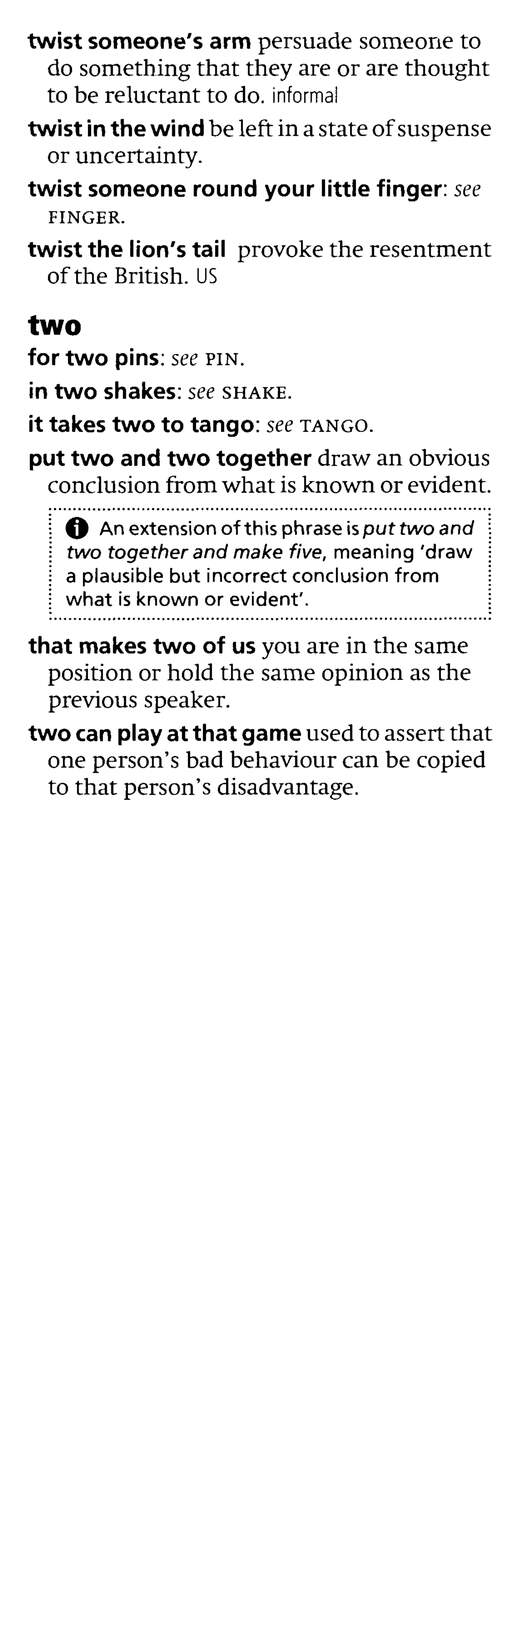 twist someone's arm persuade someone to
do something that they are or are thought
to be reluctant to do. informal
twist in the wind be left in a state of suspense
or uncertainty.
twist someone round your little finger: see
FINGER.
twist the lion's tail provoke the resentment
of the British. US
two
for two pins: see PIN.
in two shakes: see SHAKE.
it takes two to tango: see TANGO.
put two and two together draw an obvious
conclusion from what is known or evident.
i An extension of this phrase is put two and
two together and make five, meaning ‘draw
a plausible but incorrect conclusion from
what is known or evident’.
that makes two of us you are in the same
position or hold the same opinion as the
previous speaker.
two can play at that game used to assert that
one person's bad behaviour can be copied
to that person's disadvantage.